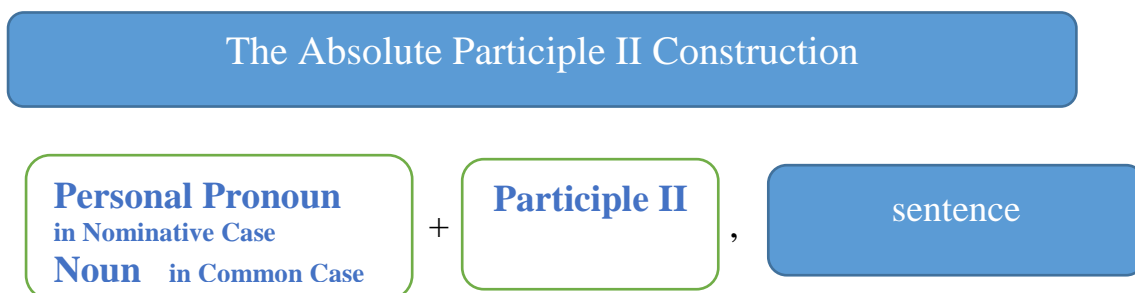 The Absolute Participle II Construction
Personal Pronoun
in Nominative Case
Noun in Common Case
+
Participle II
,
sentence